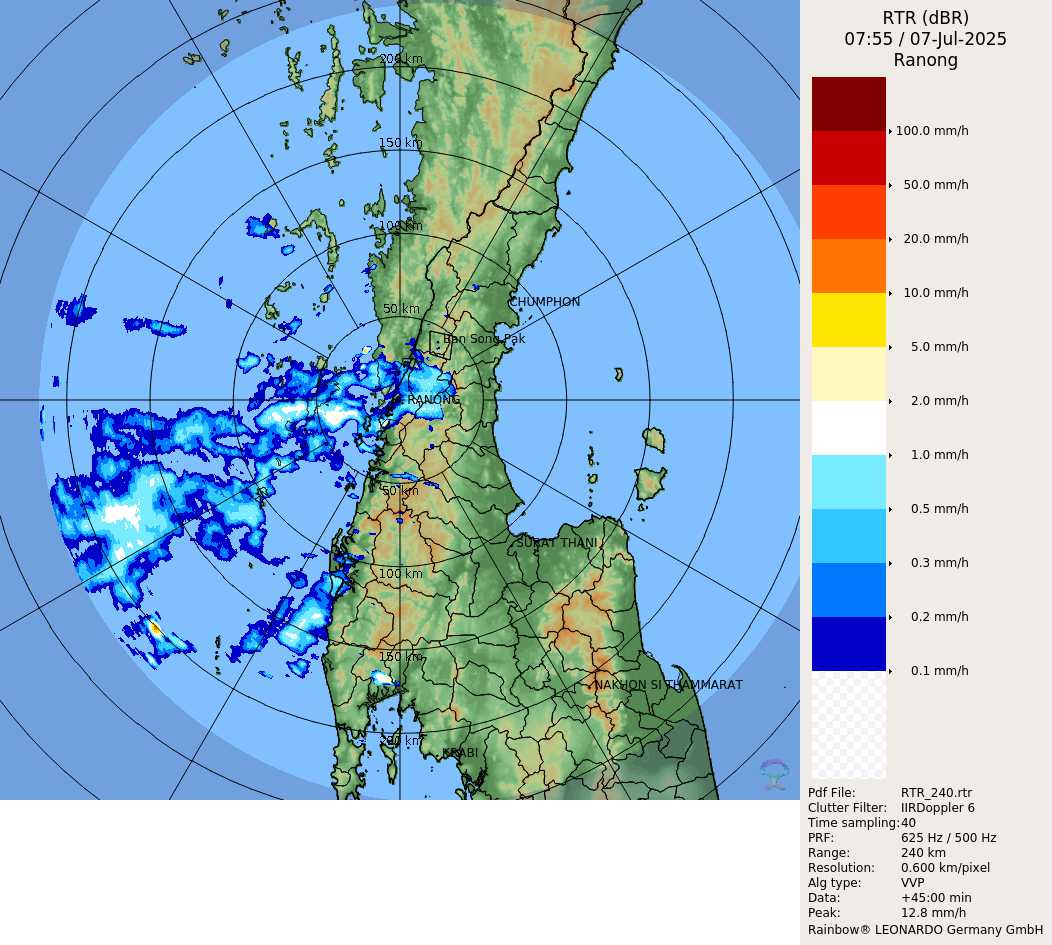 RTR (dBR)
07:55 / 07-Jul-2025
Ranong
200 km
150 km
100 km
50 km
CHUMPHON
Ban Song Pak
RANONG
50 km
SURAT THANI
100 km
150 km
NAKHON SI THAMMARAT
200 km
KRABI
100.0 mm/h
50.0 mm/h
20.0 mm/h
10.0 mm/h
5.0 mm/h
2.0 mm/h
1.0 mm/h
0.5 mm/h
0.3 mm/h
0.2 mm/h
0.1 mm/h
Pdf File: RTR_240.rtr
Clutter Filter: IIRDoppler 6
Time sampling:40
PRF: 625 Hz / 500 Hz
Range: 240 km
Resolution: 0.600 km/pixel
Alg type: VVP
Data: +45:00 min
Peak: 12.8 mm/h
Rainbow® LEONARDO Germany GmbH